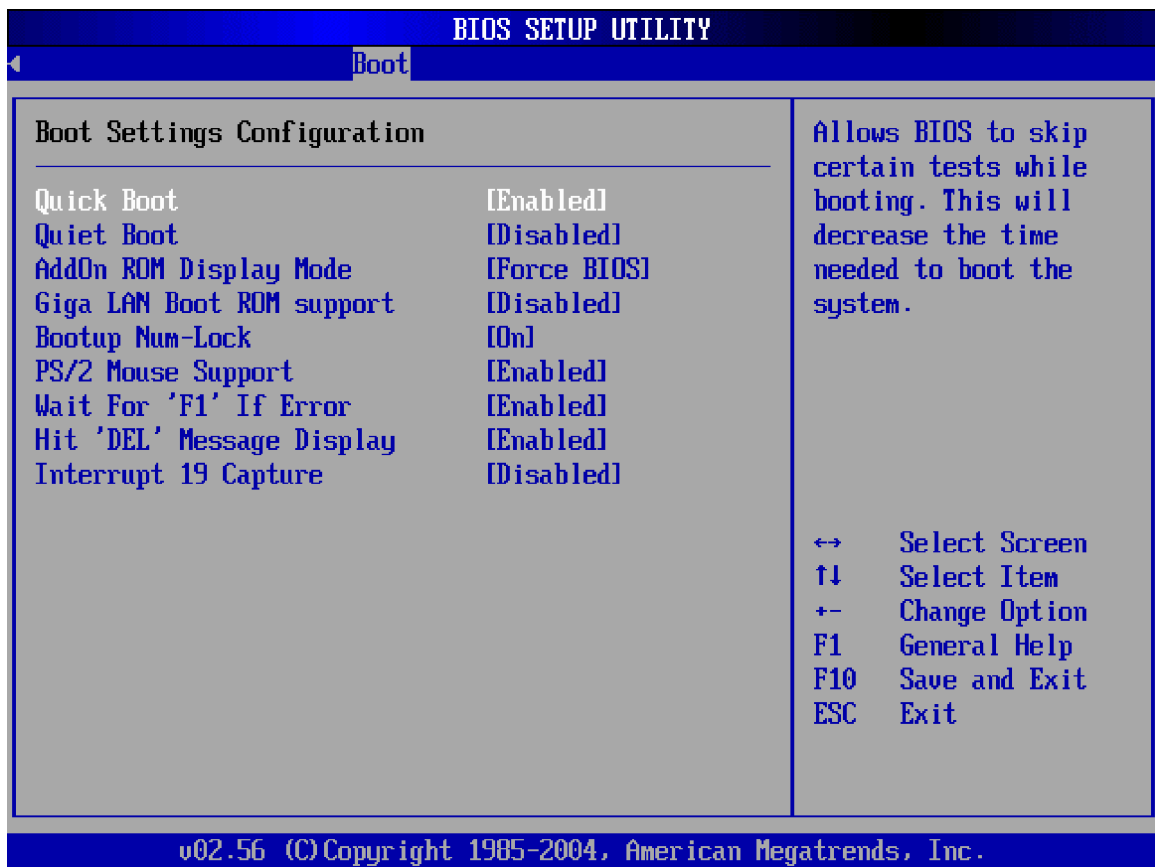 BIOS SETUP UTILITY
Boot
Boot Settings Configuration
Quick Boot [Enabled]
Quiet Boot [Disabled]
AddOn ROM Display Mode [Force BIOS]
Giga LAN Boot ROM support [Disabled]
Bootup Num-Lock [On]
PS/2 Mouse Support [Enabled]
Wait For 'F1' If Error [Enabled]
Hit 'DEL' Message Display [Enabled]
Interrupt 19 Capture [Disabled]
Allows BIOS to skip
certain tests while
booting. This will
decrease the time
needed to boot the
system.
←→ Select Screen
↑↓ Select Item
+- Change Option
F1 General Help
F10 Save and Exit
ESC Exit
v02.56 (C)Copyright 1985-2004, American Megatrends, Inc.